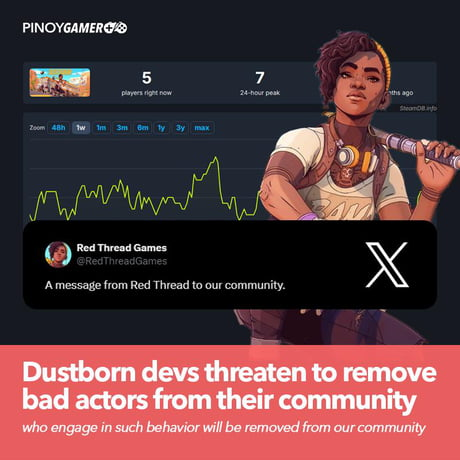 PINOYGAMER
5
7
players right now
24-hour peak
ths ago
SteamDB.info
Zoom 48h 1w 1m 3m 6m 1y 3y max
Red Thread Games
@RedThreadGames
X
A message from Red Thread to our community.
Dustborn devs threaten to remove
bad actors from their community
who engage in such behavior will be removed from our community